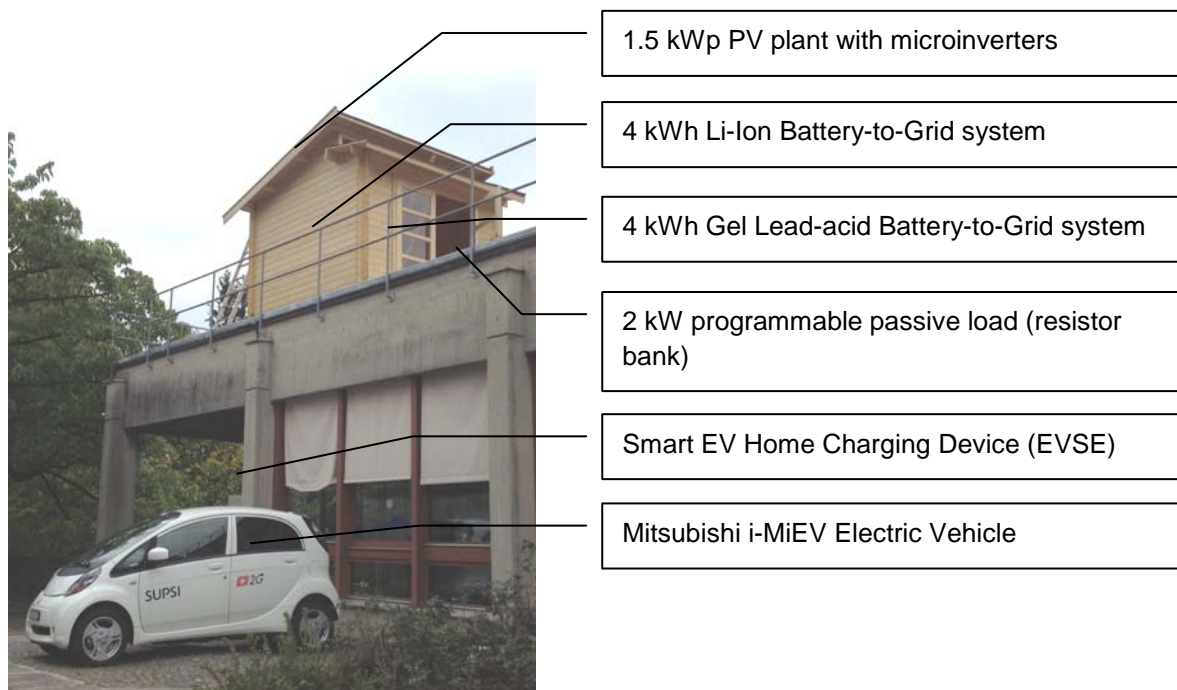 1.5 kWp PV plant with microinverters
4 kWh Li-Ion Battery-to-Grid system
4 kWh Gel Lead-acid Battery-to-Grid system
2 kW programmable passive load (resistor
bank)
Smart EV Home Charging Device (EVSE)
Mitsubishi i-MiEV Electric Vehicle
SUPSI
2G